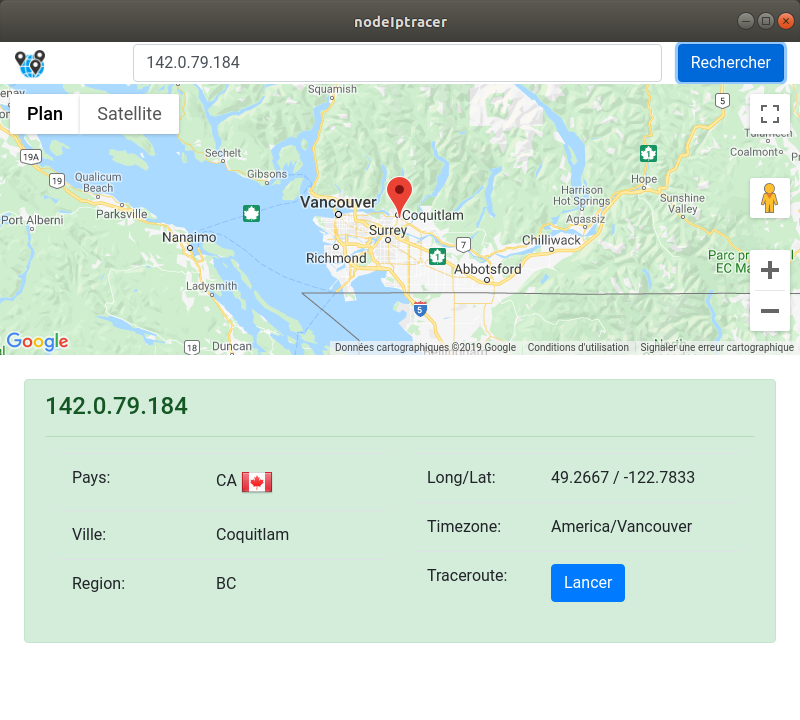 nodeIptracer
142.0.79.184
Rechercher
Plan
Satellite
Squamish
5
19A
Sechelt
Gibsons
1
Coalmont
19
Qualicum
Beach
Parksville
Port Alberni
Vancouver
Coquitlam
Surrey
Hope
Harrison
Hot Springs
Agassiz
Sunshine
Valley
Nanaimo
Richmond
1
7
Chilliwack
Abbotsford
Parc pr
EC Ma
Ladysmith
5
Google
18
Duncan
Données cartographiques ©2019 Google
Conditions d'utilisation
Signaler une erreur cartographique
142.0.79.184
Pays:
CA
Long/Lat:
49.2667 / -122.7833
Ville:
Coquitlam
Timezone:
America/Vancouver
Region:
BC
Traceroute:
Lancer